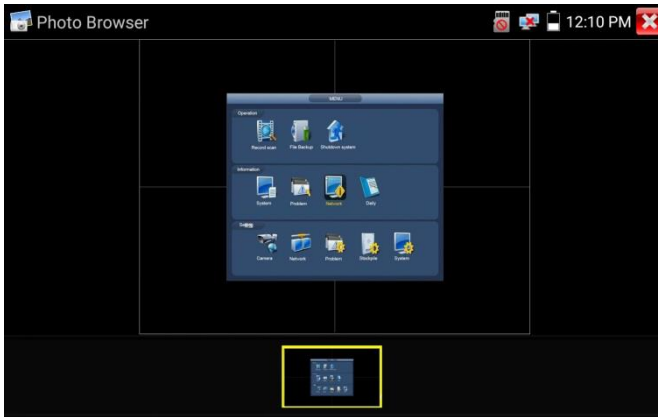 Photo Browser
12:10 PM
MENU
Operation
Record scan File Backup Shutdown system
Information
System Problem Network Daily
Camera Network Problem Stockpile System